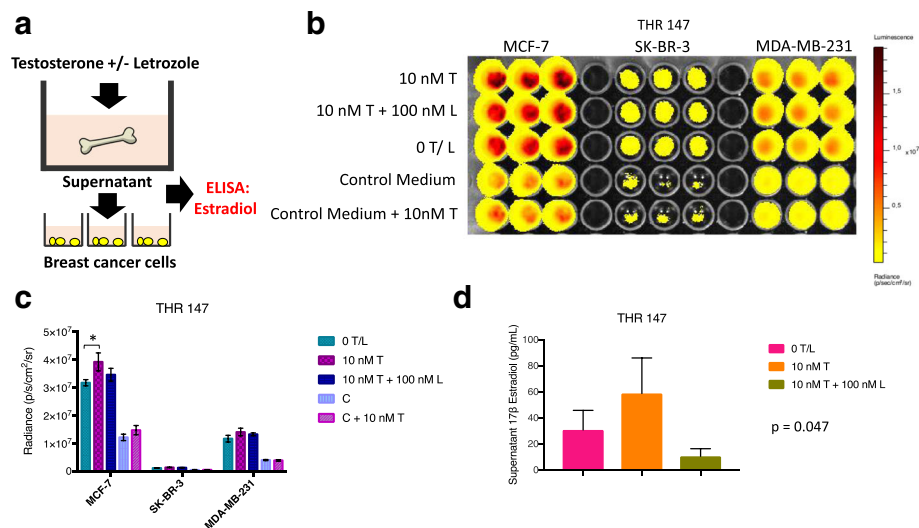 a
Testosterone +/- Letrozole
Supernatant
ELISA:
Estradiol
Breast cancer cells
b
THR 147
MCF-7
SK-BR-3
MDA-MB-231
10 nM T
10 nM T + 100 nM L
0 T/ L
Control Medium
Control Medium + 10nM T
Luminescence
1,5
1,0
x10⁷
Radiance
(p/sec/cm²/sr)
c
THR 147
Radiance (p/s/cm²/sr)
5×10⁷
4×10⁷
3×10⁷
2×10⁷
1×10⁷
0
*
MCF-7
SK-BR-3
MDA-MB-231
0 T/L
10 nM T
10 nM T + 100 nM L
C
C + 10 nM T
d
THR 147
Supernatant 17β Estradiol (pg/mL)
100
80
60
40
20
0
0 T/L
10 nM T
10 nM T + 100 nM L
p = 0.047